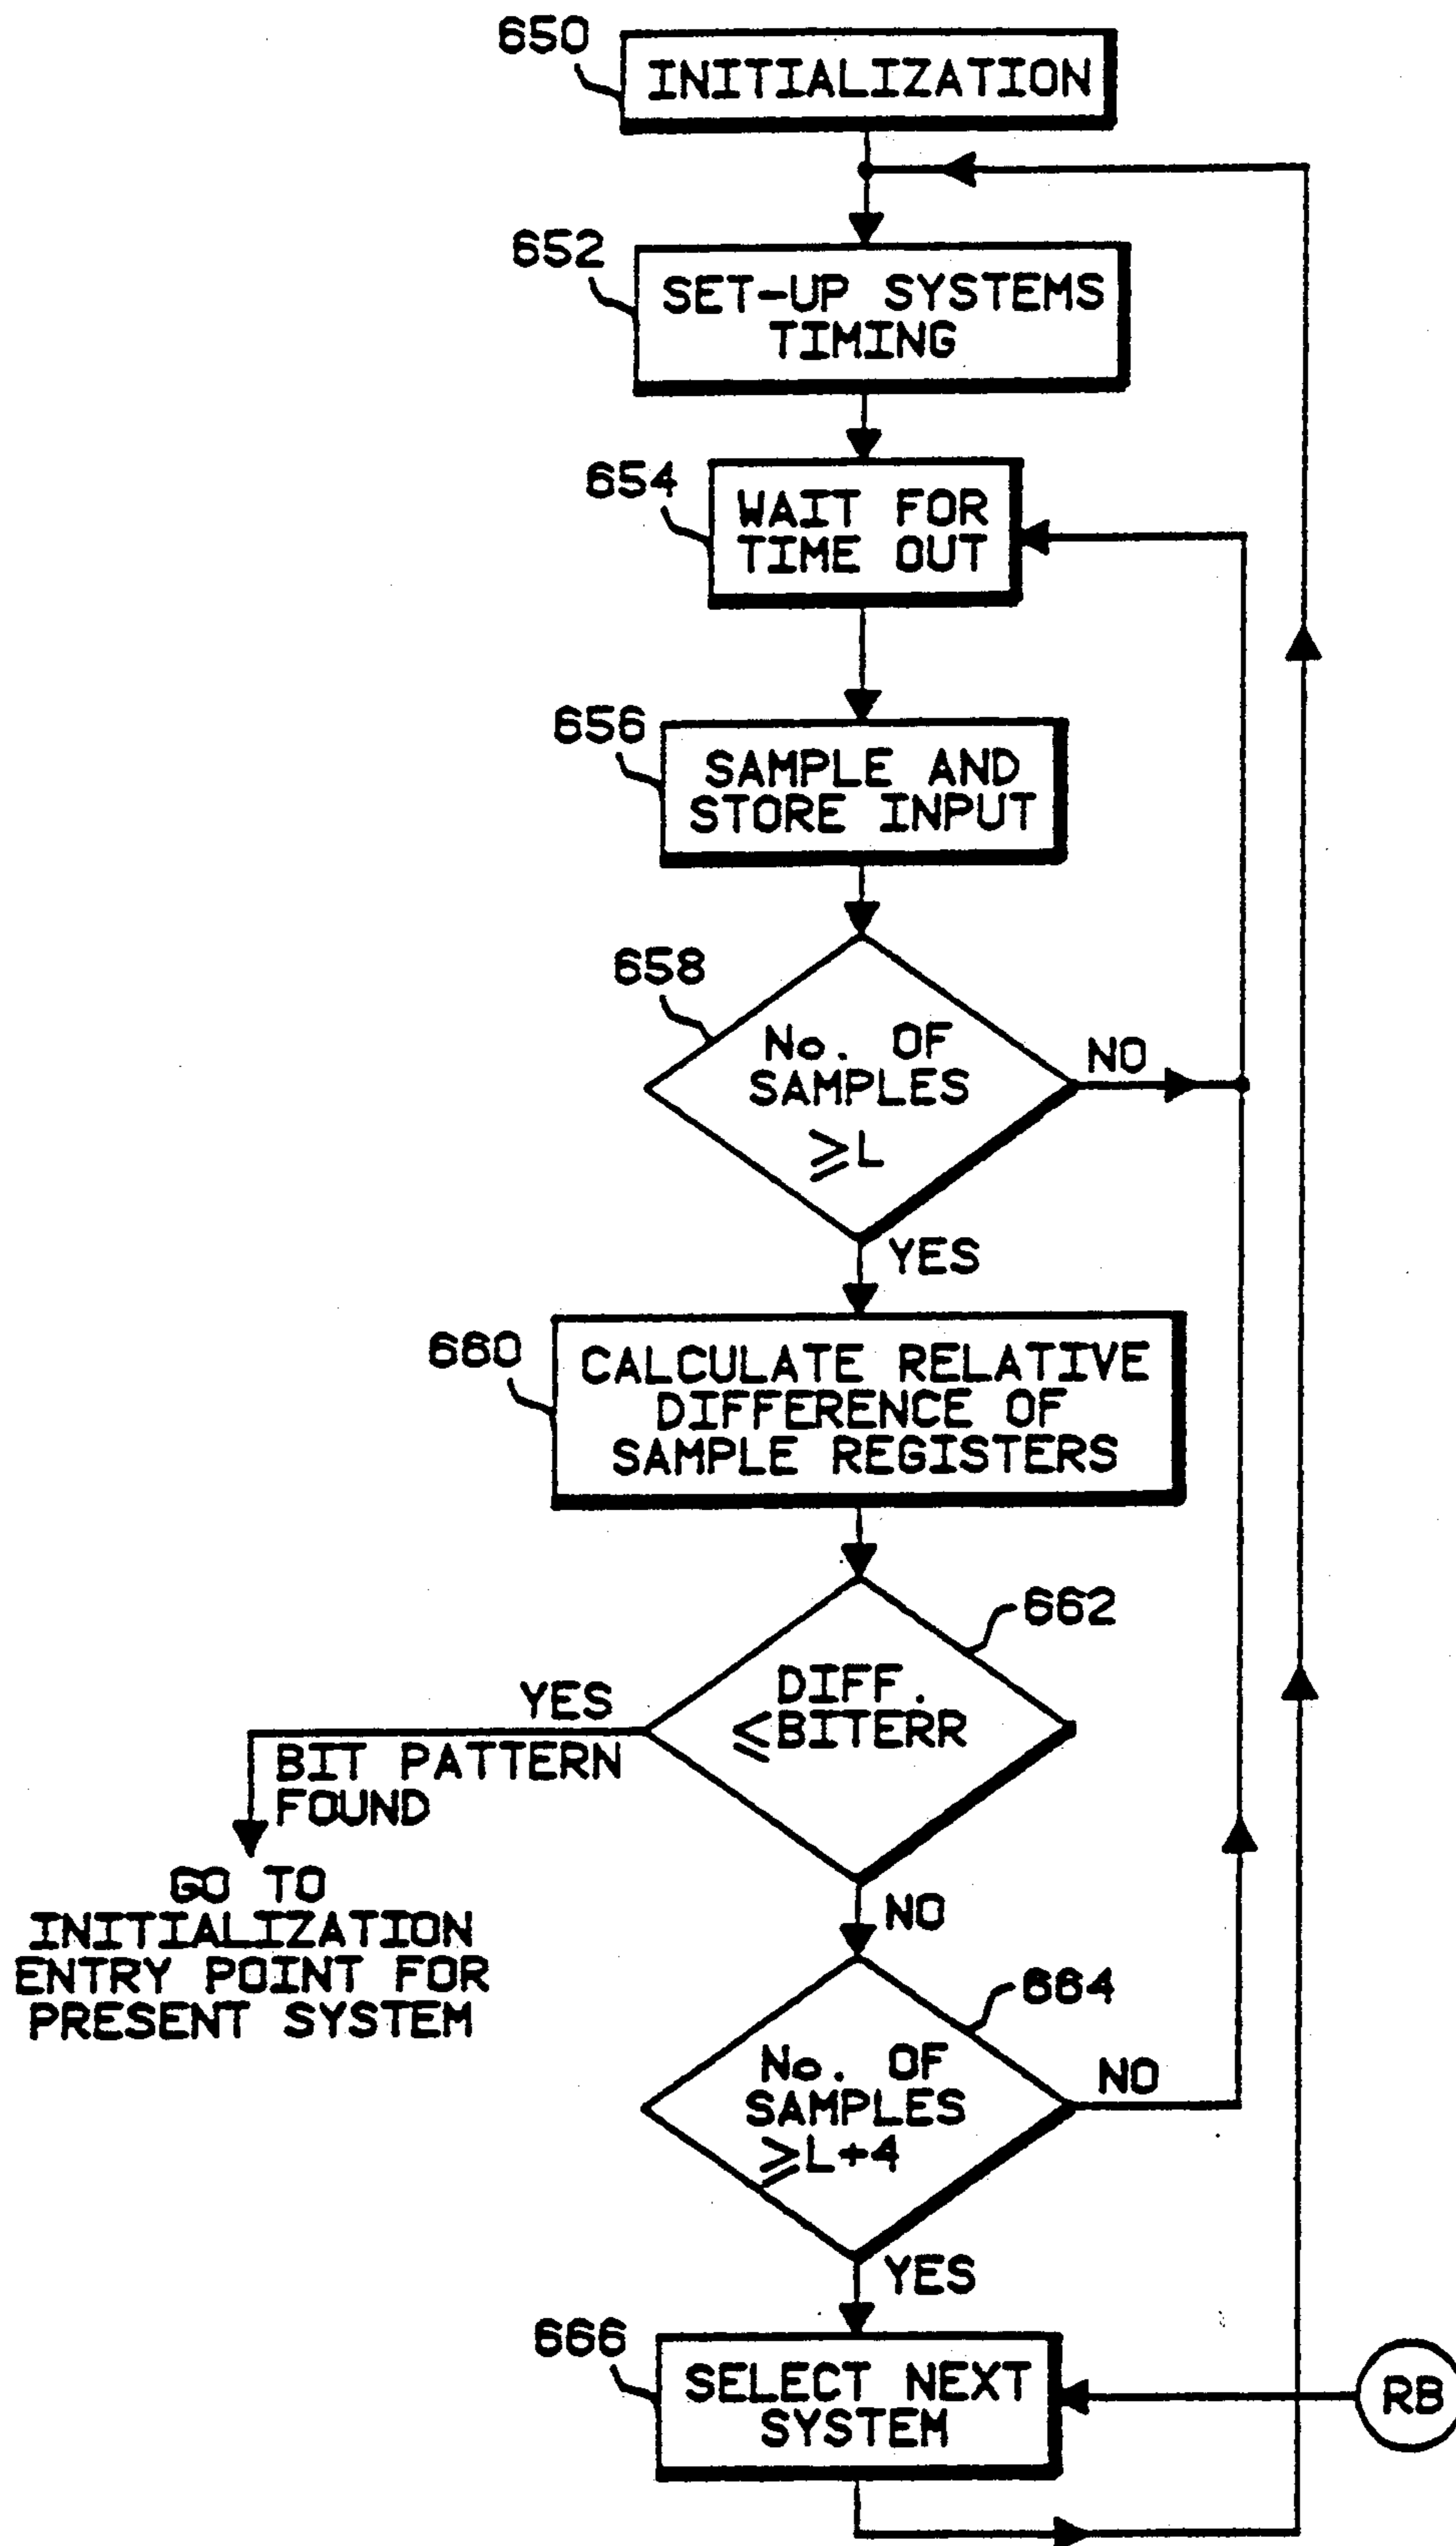 650
INITIALIZATION
652
SET-UP SYSTEMS
TIMING
654
WAIT FOR
TIME OUT
656
SAMPLE AND
STORE INPUT
658
No. OF
SAMPLES
≥L
NO
YES
660
CALCULATE RELATIVE
DIFFERENCE OF
SAMPLE REGISTERS
662
DIFF.
≤BITERR
YES
BIT PATTERN
FOUND
GO TO
INITIALIZATION
ENTRY POINT FOR
PRESENT SYSTEM
NO
664
No. OF
SAMPLES
≥L+4
NO
YES
666
SELECT NEXT
SYSTEM
RB